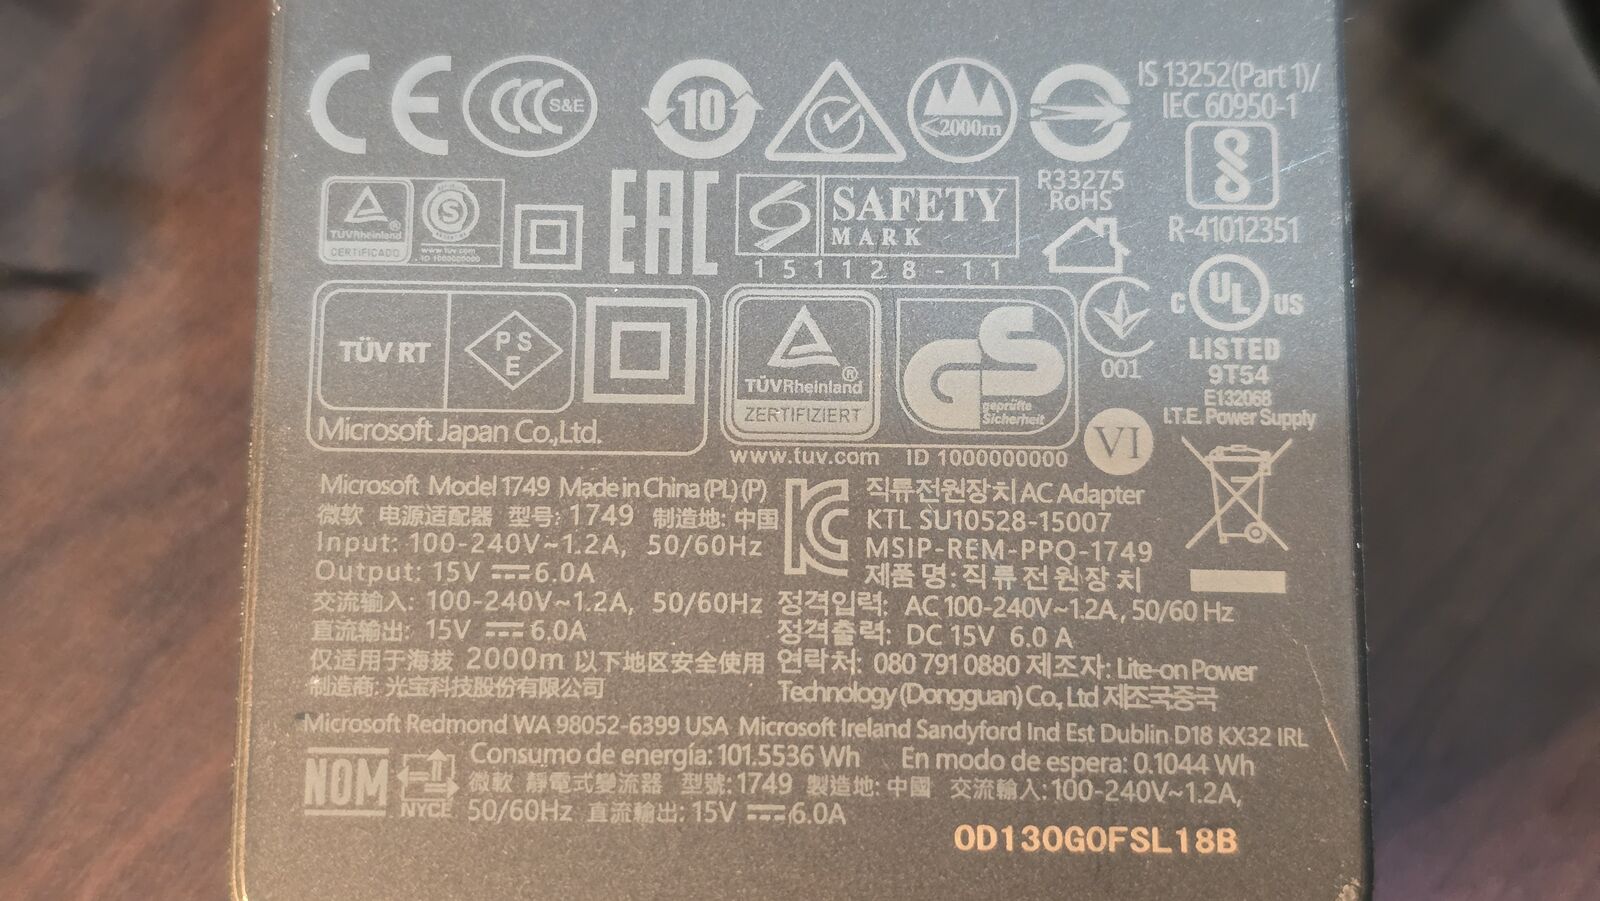 CE
CCC S&E
10
<2000m
IS 13252(Part 1)/
IEC 60950-1
R-41012351
TÜVRheinland
CERTIFICADO
S
www.tuv.com
ID 1000000000
EAC
SAFETY
MARK
151128-11
R33275
RoHS
TÜV RT
PSE
Microsoft Japan Co.,Ltd.
TÜVRheinland®
ZERTIFIZIERT
GS
geprüfte
Sicherheit
www.tuv.com ID 1000000000
001
VI
c UL US
LISTED
9T54
E132068
I.T.E. Power Supply
Microsoft Model 1749 Made in China (PL) (P)
微软 电源适配器 型号: 1749 制造地: 中国
Input: 100-240V~1.2A, 50/60Hz
Output: 15V ⎓6.0A
交流输入: 100-240V~1.2A, 50/60Hz
直流输出: 15V ⎓6.0A
仅适用于海拔 2000m 以下地区安全使用
制造商: 光宝科技股份有限公司
직류전원장치 AC Adapter
KTL SU10528-15007
MSIP-REM-PPQ-1749
제품명: 직류전원장치
정격입력: AC 100-240V~1.2A, 50/60 Hz
정격출력: DC 15V 6.0 A
연락처: 080 791 0880 제조자: Lite-on Power
Technology (Dongguan) Co., Ltd 제조국중국
Microsoft Redmond WA 98052-6399 USA Microsoft Ireland Sandyford Ind Est Dublin D18 KX32 IRL
NOM
NYCE
Consumo de energía: 101.5536 Wh En modo de espera: 0.1044 Wh
微軟 靜電式變流器 型號: 1749 製造地: 中國 交流輸入: 100-240V~1.2A,
50/60Hz 直流輸出: 15V ⎓6.0A
0D130G0FSL18B